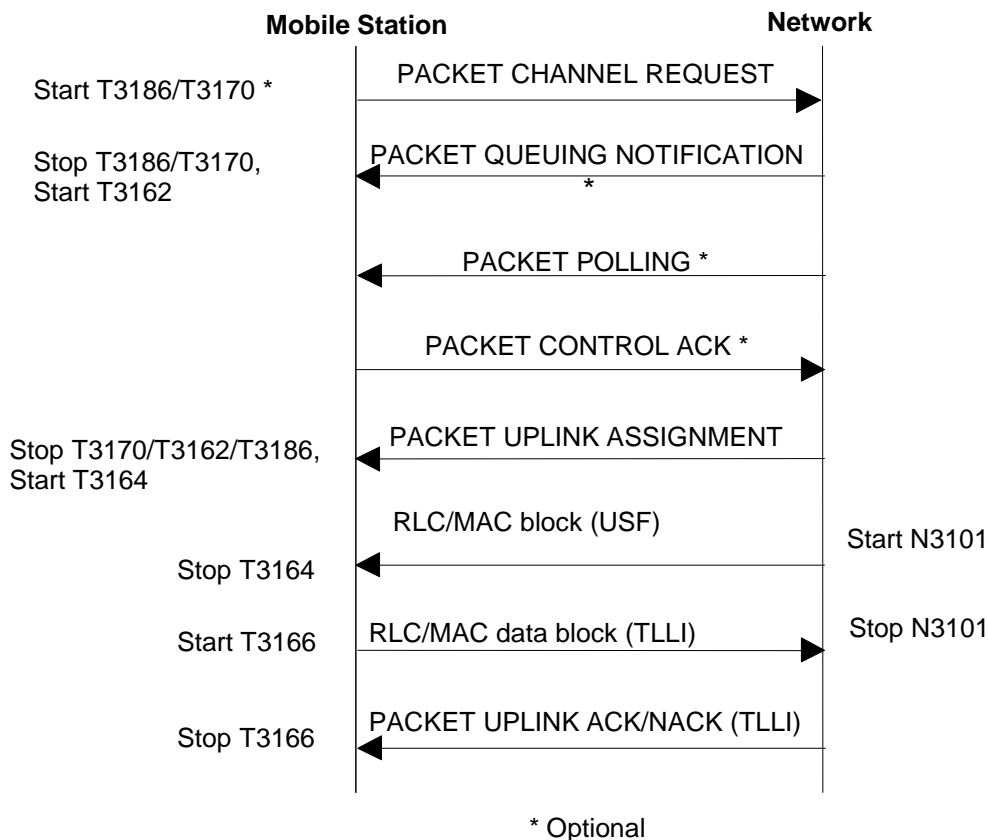 Mobile Station
Network
PACKET CHANNEL REQUEST
Start T3186/T3170 *
PACKET QUEUING NOTIFICATION
*
Stop T3186/T3170,
Start T3162
PACKET POLLING *
PACKET CONTROL ACK *
PACKET UPLINK ASSIGNMENT
Stop T3170/T3162/T3186,
Start T3164
RLC/MAC block (USF)
Start N3101
Stop T3164
RLC/MAC data block (TLLI)
Stop N3101
Start T3166
PACKET UPLINK ACK/NACK (TLLI)
Stop T3166
* Optional